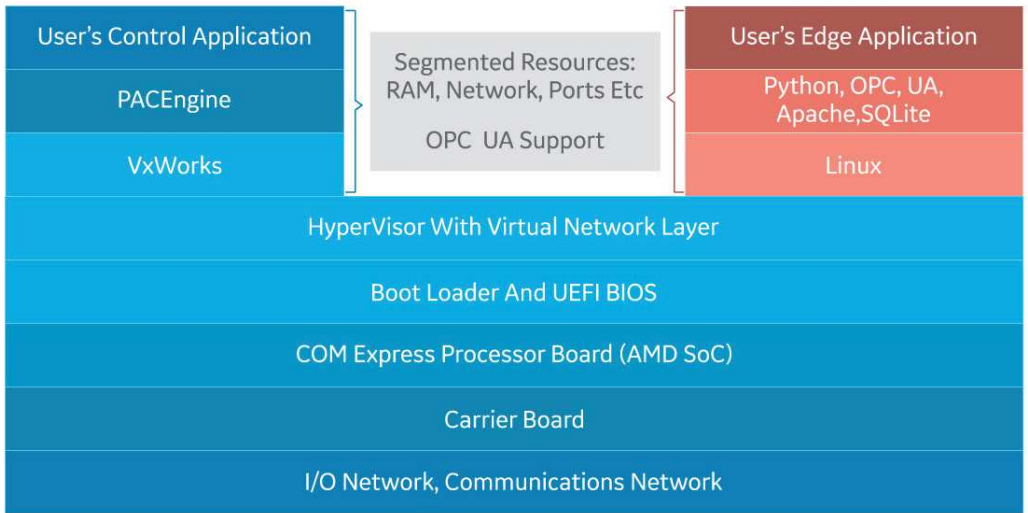 User's Control Application
PACEngine
VxWorks
Segmented Resources:
RAM, Network, Ports Etc
OPC UA Support
User's Edge Application
Python, OPC, UA,
Apache,SQLite
Linux
HyperVisor With Virtual Network Layer
Boot Loader And UEFI BIOS
COM Express Processor Board (AMD SoC)
Carrier Board
I/O Network, Communications Network